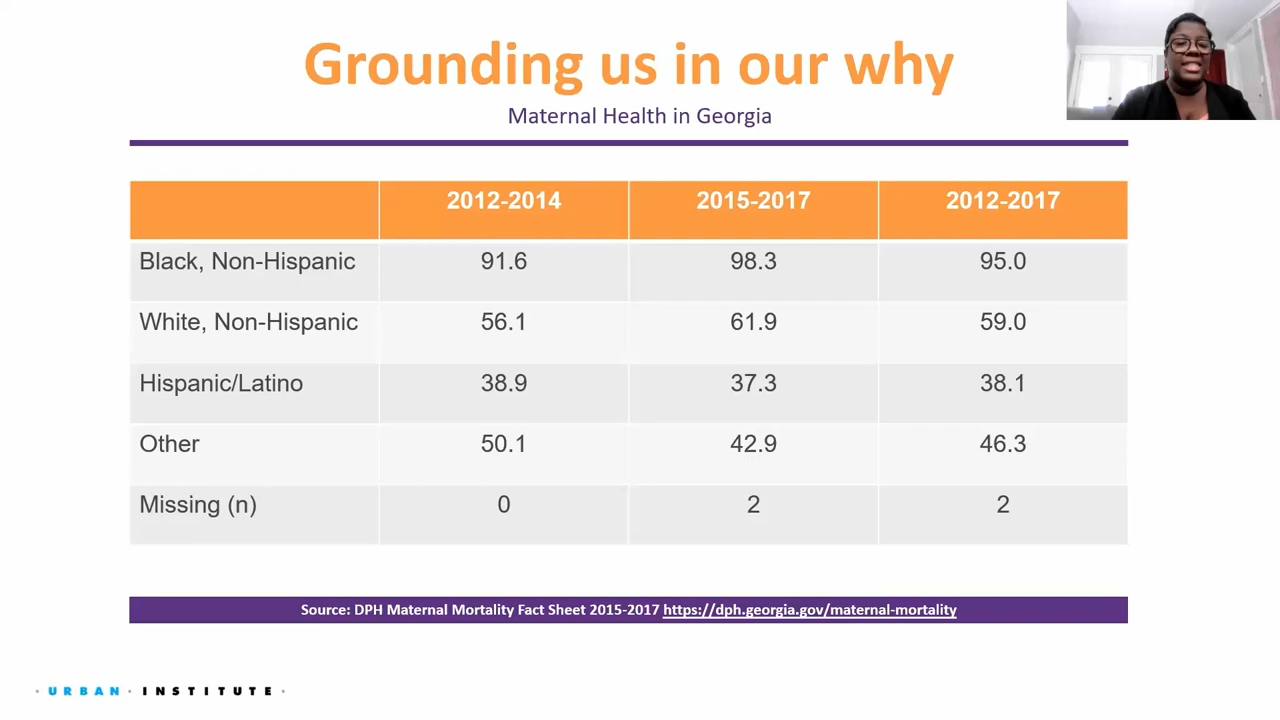 Grounding us in our why
Maternal Health in Georgia
2012-2014 2015-2017 2012-2017
Black, Non-Hispanic 91.6 98.3 95.0
White, Non-Hispanic 56.1 61.9 59.0
Hispanic/Latino 38.9 37.3 38.1
Other 50.1 42.9 46.3
Missing (n) 0 2 2
Source: DPH Maternal Mortality Fact Sheet 2015-2017 https://dph.georgia.gov/maternal-mortality
· URBAN · INSTITUTE ·